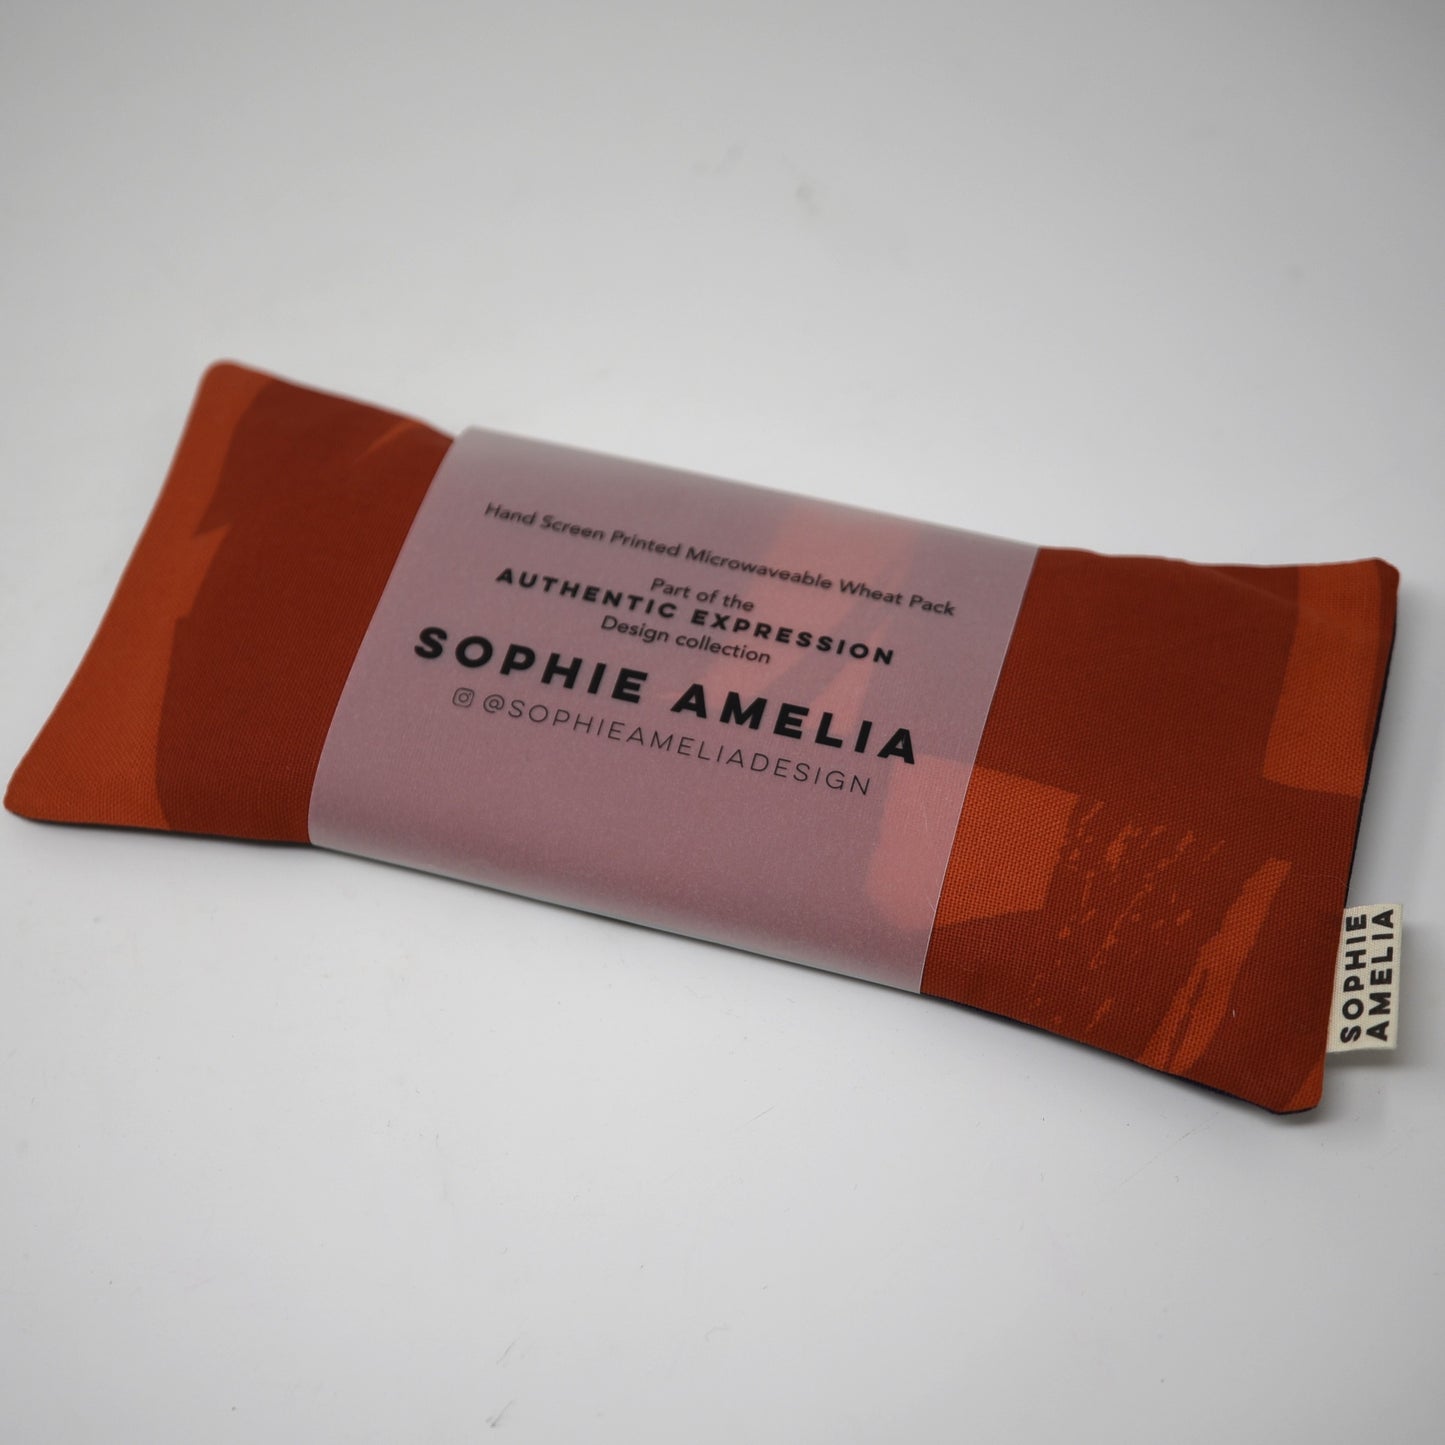 Hand Screen Printed Microwaveable Wheat Pack
Part of the
AUTHENTIC EXPRESSION
Design collection
SOPHIE AMELIA
@SOPHIEAMELIADESIGN
SOPHIE
AMELIA